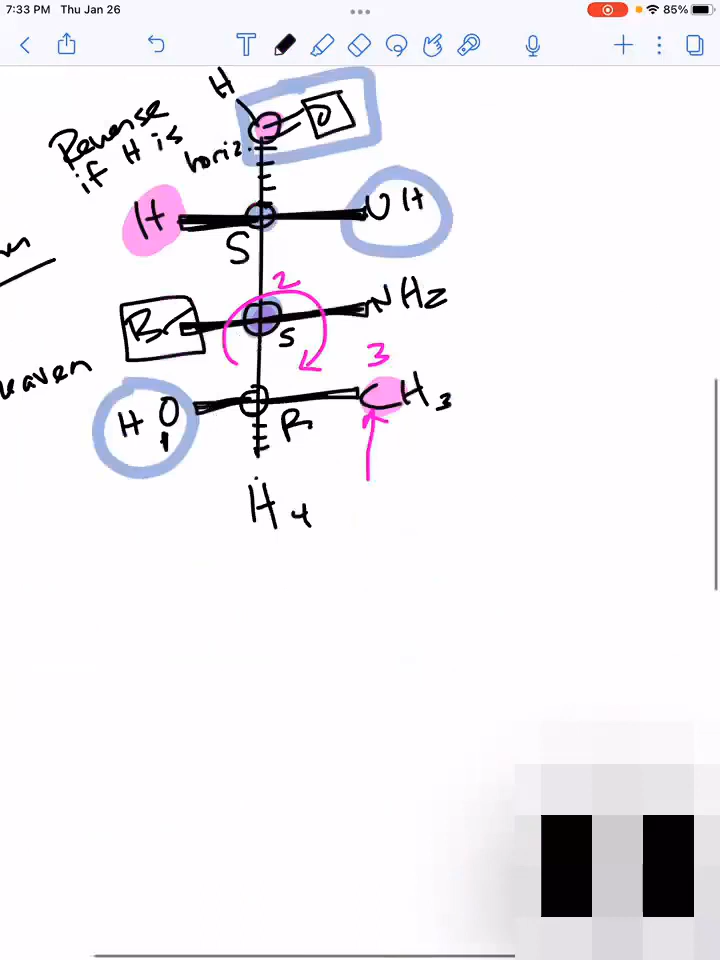 7:33 PM Thu Jan 26
85%
T
H
O
Reverse
if H is horiz.
H OH
S
2
Br NH2
S
3
HO CH3
1
R
H 4